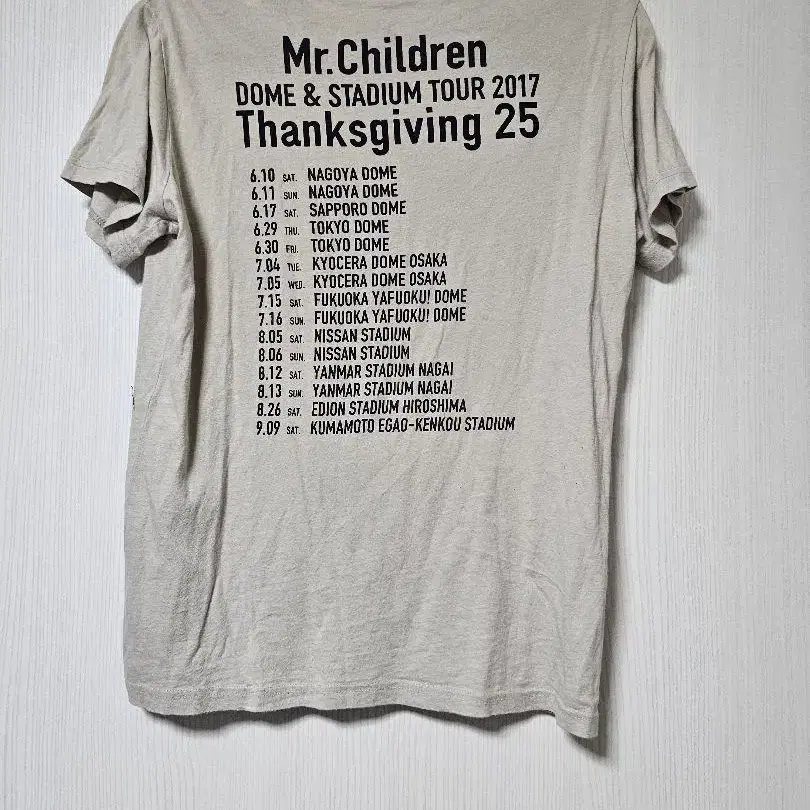 Mr.Children
DOME & STADIUM TOUR 2017
Thanksgiving 25
6.10 SAT. NAGOYA DOME
6.11 SUN. NAGOYA DOME
6.17 SAT. SAPPORO DOME
6.29 THU. TOKYO DOME
6.30 FRI. TOKYO DOME
7.04 TUE. KYOCERA DOME OSAKA
7.05 WED. KYOCERA DOME OSAKA
7.15 SAT. FUKUOKA YAFUOKU! DOME
7.16 SUN. FUKUOKA YAFUOKU! DOME
8.05 SAT. NISSAN STADIUM
8.06 SUN. NISSAN STADIUM
8.12 SAT. YANMAR STADIUM NAGAI
8.13 SUN. YANMAR STADIUM NAGAI
8.26 SAT. EDION STADIUM HIROSHIMA
9.09 SAT. KUMAMOTO EGAO-KENKOU STADIUM